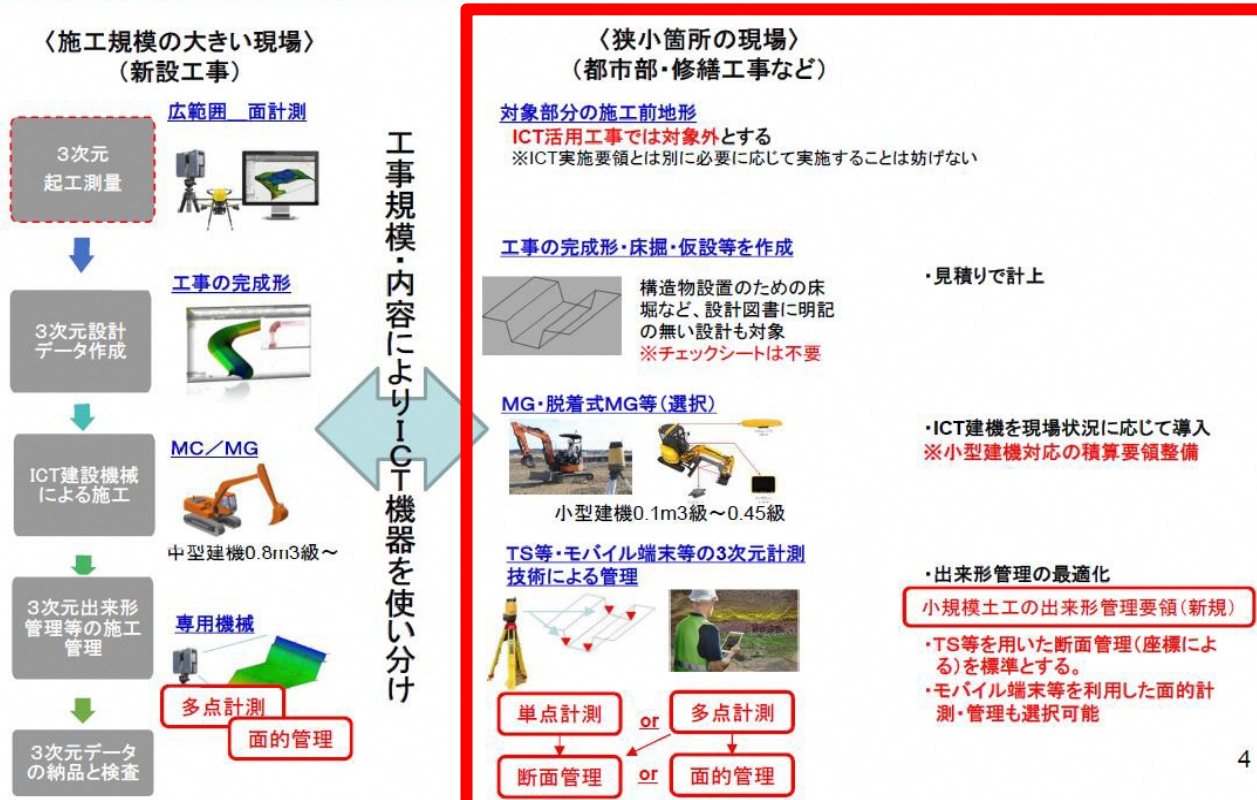 〈施工規模の大きい現場〉
(新設工事)
3次元
起工測量
広範囲　面計測
3次元設計
データ作成
工事の完成形
ICT建設機械
による施工
MC／MG
中型建機0.8m3級～
3次元出来形
管理等の施工
管理
専用機械
多点計測
面的管理
3次元データ
の納品と検査
工事規模・内容によりICT機器を使い分け
〈狭小箇所の現場〉
(都市部・修繕工事など)
対象部分の施工前地形
ICT活用工事では対象外とする
※ICT実施要領とは別に必要に応じて実施することは妨げない
工事の完成形・床掘・仮設等を作成
構造物設置のための床
堀など、設計図書に明記
の無い設計も対象
※チェックシートは不要
・見積りで計上
MG・脱着式MG等(選択)
小型建機0.1m3級～0.45級
・ICT建機を現場状況に応じて導入
※小型建機対応の積算要領整備
TS等・モバイル端末等の3次元計測
技術による管理
・出来形管理の最適化
小規模土工の出来形管理要領(新規)
・TS等を用いた断面管理(座標によ
る)を標準とする。
・モバイル端末等を利用した面的計
測・管理も選択可能
単点計測 or 多点計測
断面管理 or 面的管理
4